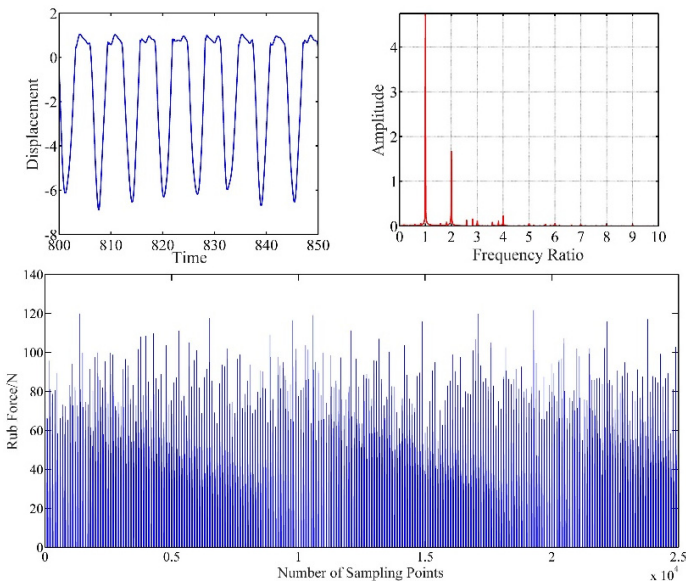 2
0
-2
-4
-6
-8
Displacement
800 810 820 830 840 850
Time
4
3
2
1
0
Amplitude
0 1 2 3 4 5 6 7 8 9 10
Frequency Ratio
140
120
100
80
60
40
20
0
Rub Force/N
0 0.5 1 1.5 2 2.5
x 10^4
Number of Sampling Points